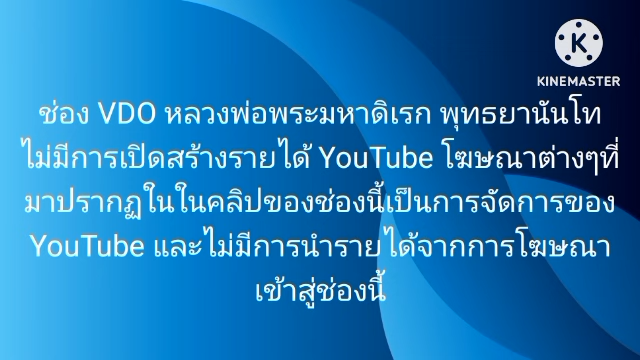 KINEMASTER
ช่อง VDO หลวงพ่อพระมหาดิเรก พุทธยานันโท
ไม่มีการเปิดสร้างรายได้ YouTube โฆษณาต่างๆที่
มาปรากฏในในคลิปของช่องนี้เป็นการจัดการของ
YouTube และไม่มีการนำรายได้จากการโฆษณา
เข้าสู่ช่องนี้